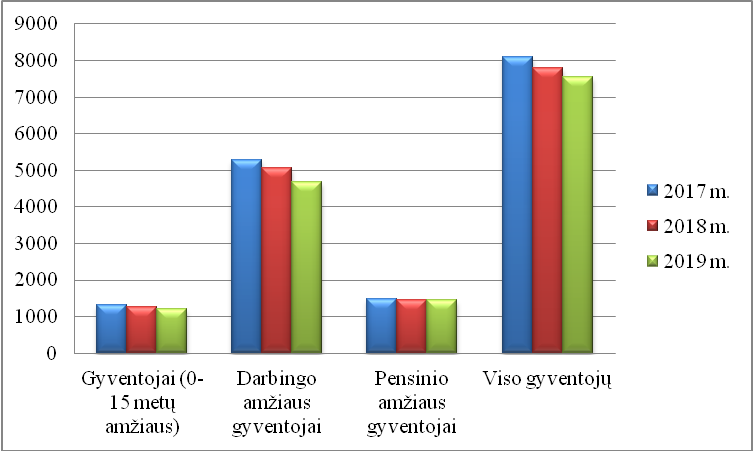 9000
8000
7000
6000
5000
4000
3000
2000
1000
0
Gyventojai (0-
15 metų
amžiaus)
Darbingo
amžiaus
gyventojai
Pensinio
amžiaus
gyventojai
Viso gyventojų
2017 m.
2018 m.
2019 m.